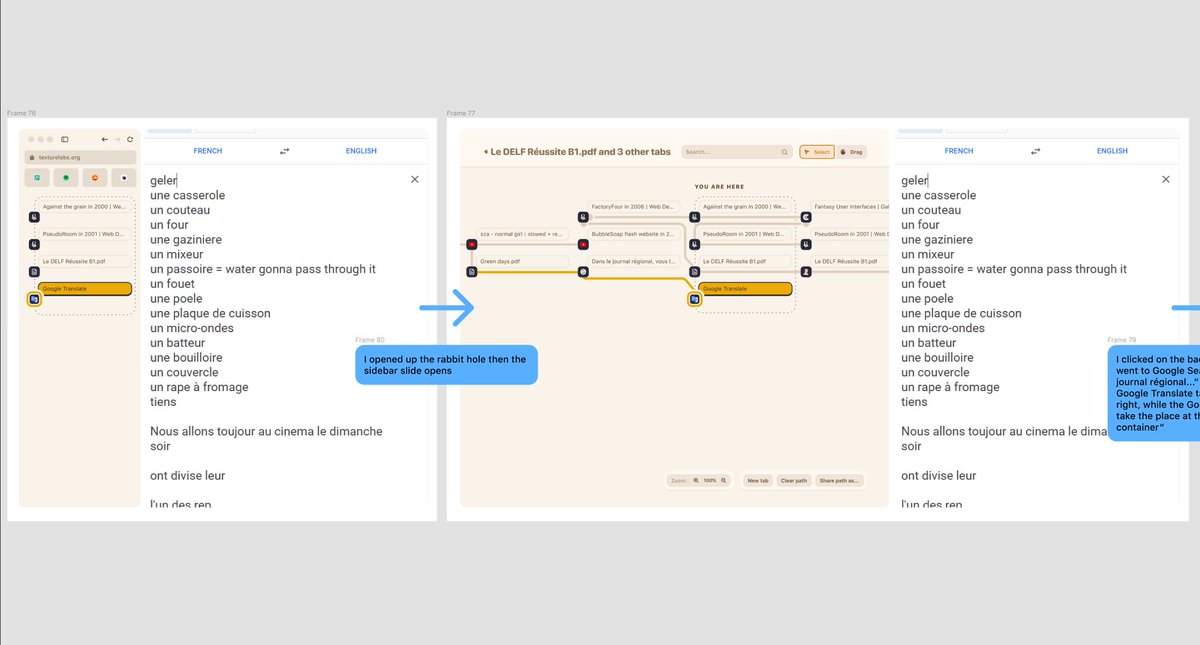 Frame 76
texturelabs.org
Against the grain in 2000 | We...
PseudoRoom in 2001 | Web D...
Le DELF Réussite B1.pdf
Google Translate
FRENCH
ENGLISH
geler
une casserole
un couteau
un four
une gaziniere
un mixeur
un passoire = water gonna pass through it
un fouet
une poele
une plaque de cuisson
un micro-ondes
un batteur
une bouilloire
un couvercle
un rape à fromage
tiens
Nous allons toujour au cinema le dimanche
soir
ont divise leur
l'un des rep
Frame 80
I opened up the rabbit hole then the
sidebar slide opens
Frame 77
Le DELF Réussite B1.pdf and 3 other tabs
Search...
Select
Drag
YOU ARE HERE
FactoryFour in 2006 | Web De...
Against the grain in 2000 | We...
Fantasy User Interfaces | Gal
sza - normal girl : slowed + re...
BubbleSoap flash website in 2...
PseudoRoom in 2001 | Web D...
PseudoRoom in 2001 | Web D
Green days.pdf
Dans le journal régional, vous l...
Le DELF Réussite B1.pdf
Le DELF Réussite B1.pdf
Google Translate
Zoom:
100%
New tab
Clear path
Share path as...
FRENCH
ENGLISH
geler
une casserole
un couteau
un four
une gaziniere
un mixeur
un passoire = water gonna pass through it
un fouet
une poele
une plaque de cuisson
un micro-ondes
un batteur
une bouilloire
un couvercle
un rape à fromage
tiens
Nous allons toujour au cinema le dima
soir
ont divise leur
l'un des rep
Frame 79
I clicked on the bac
went to Google Sea
journal régional..."
Google Translate ta
right, while the Go
take the place at th
container"